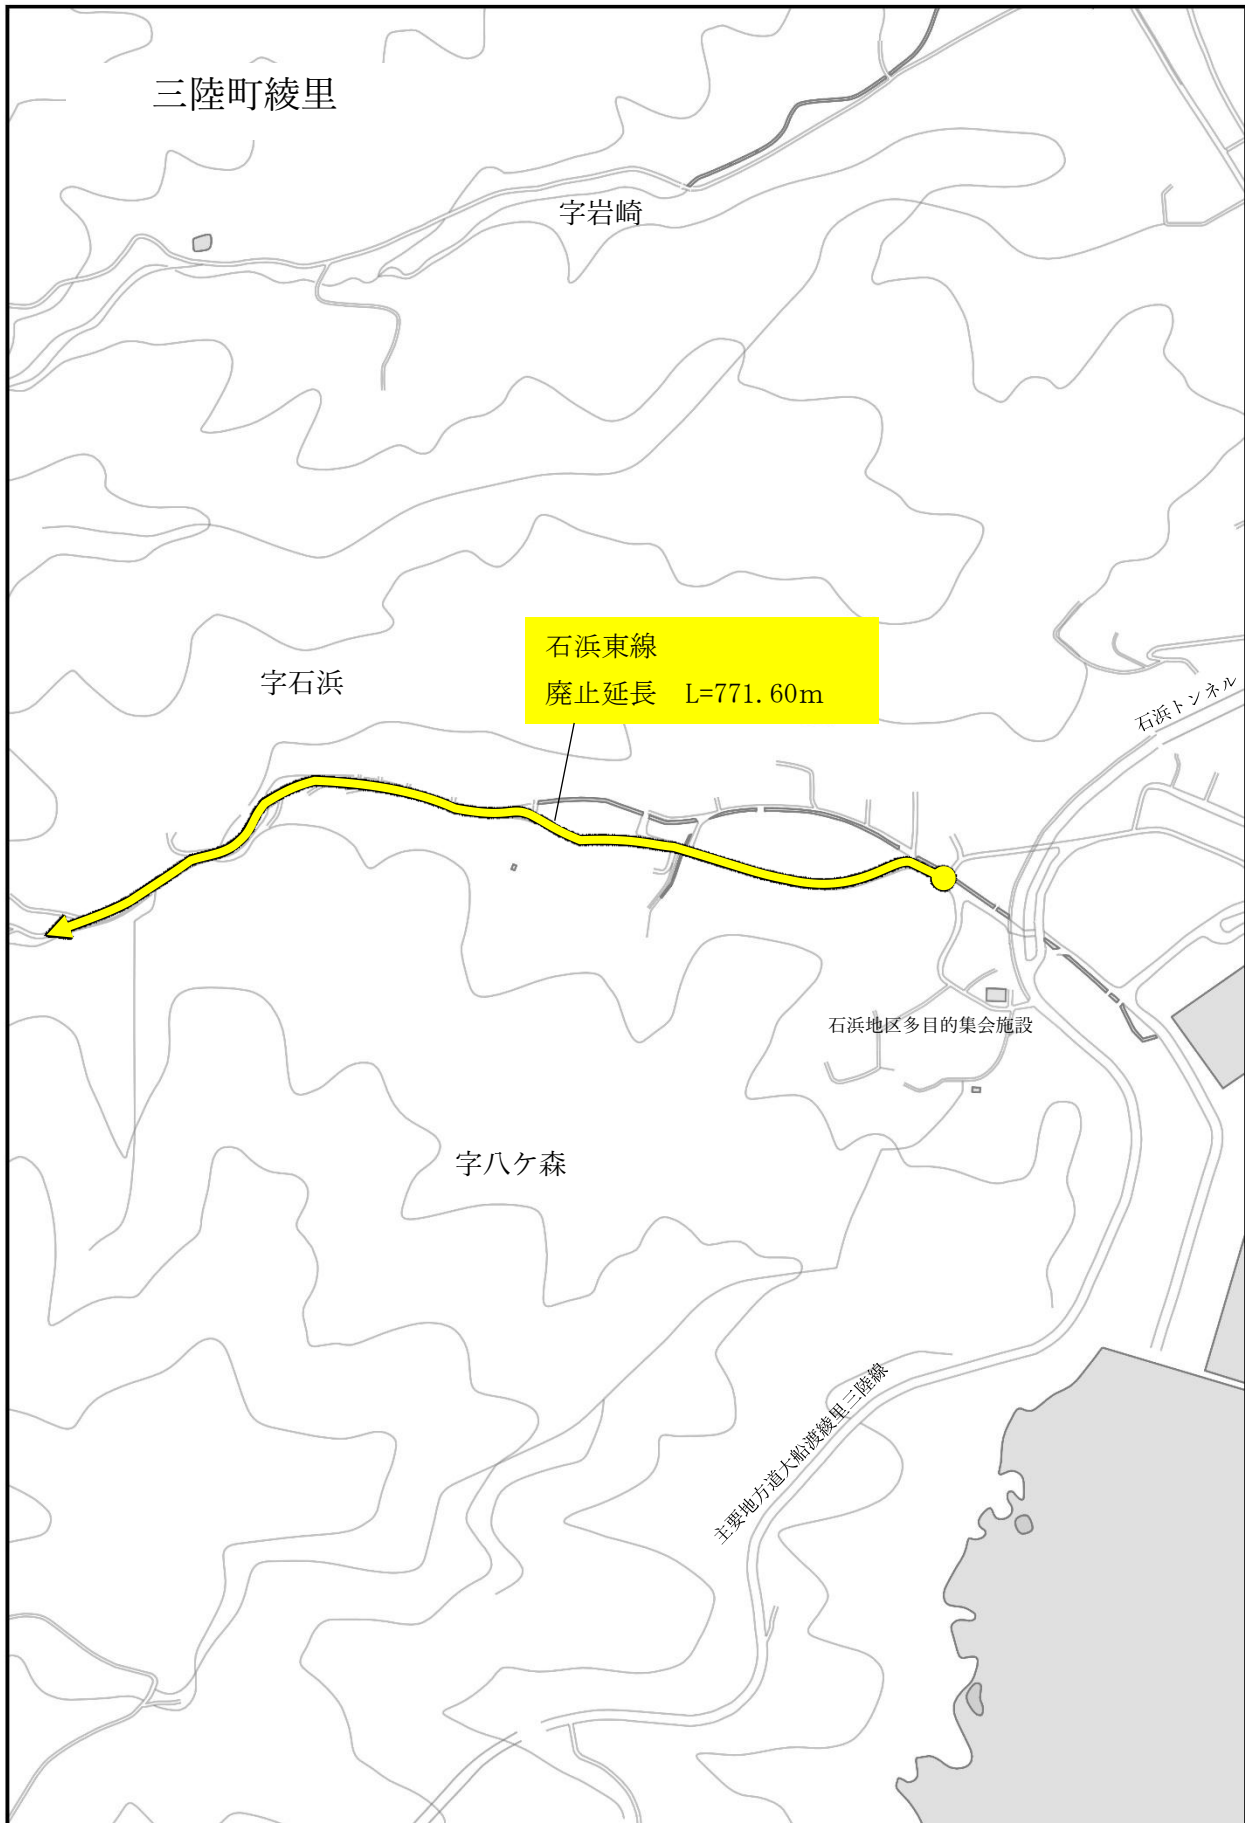 三陸町綾里
字岩崎
石浜東線
廃止延長　L=771.60m
字石浜
石浜トンネル
石浜地区多目的集会施設
字八ケ森
主要地方道大船渡綾里三陸線